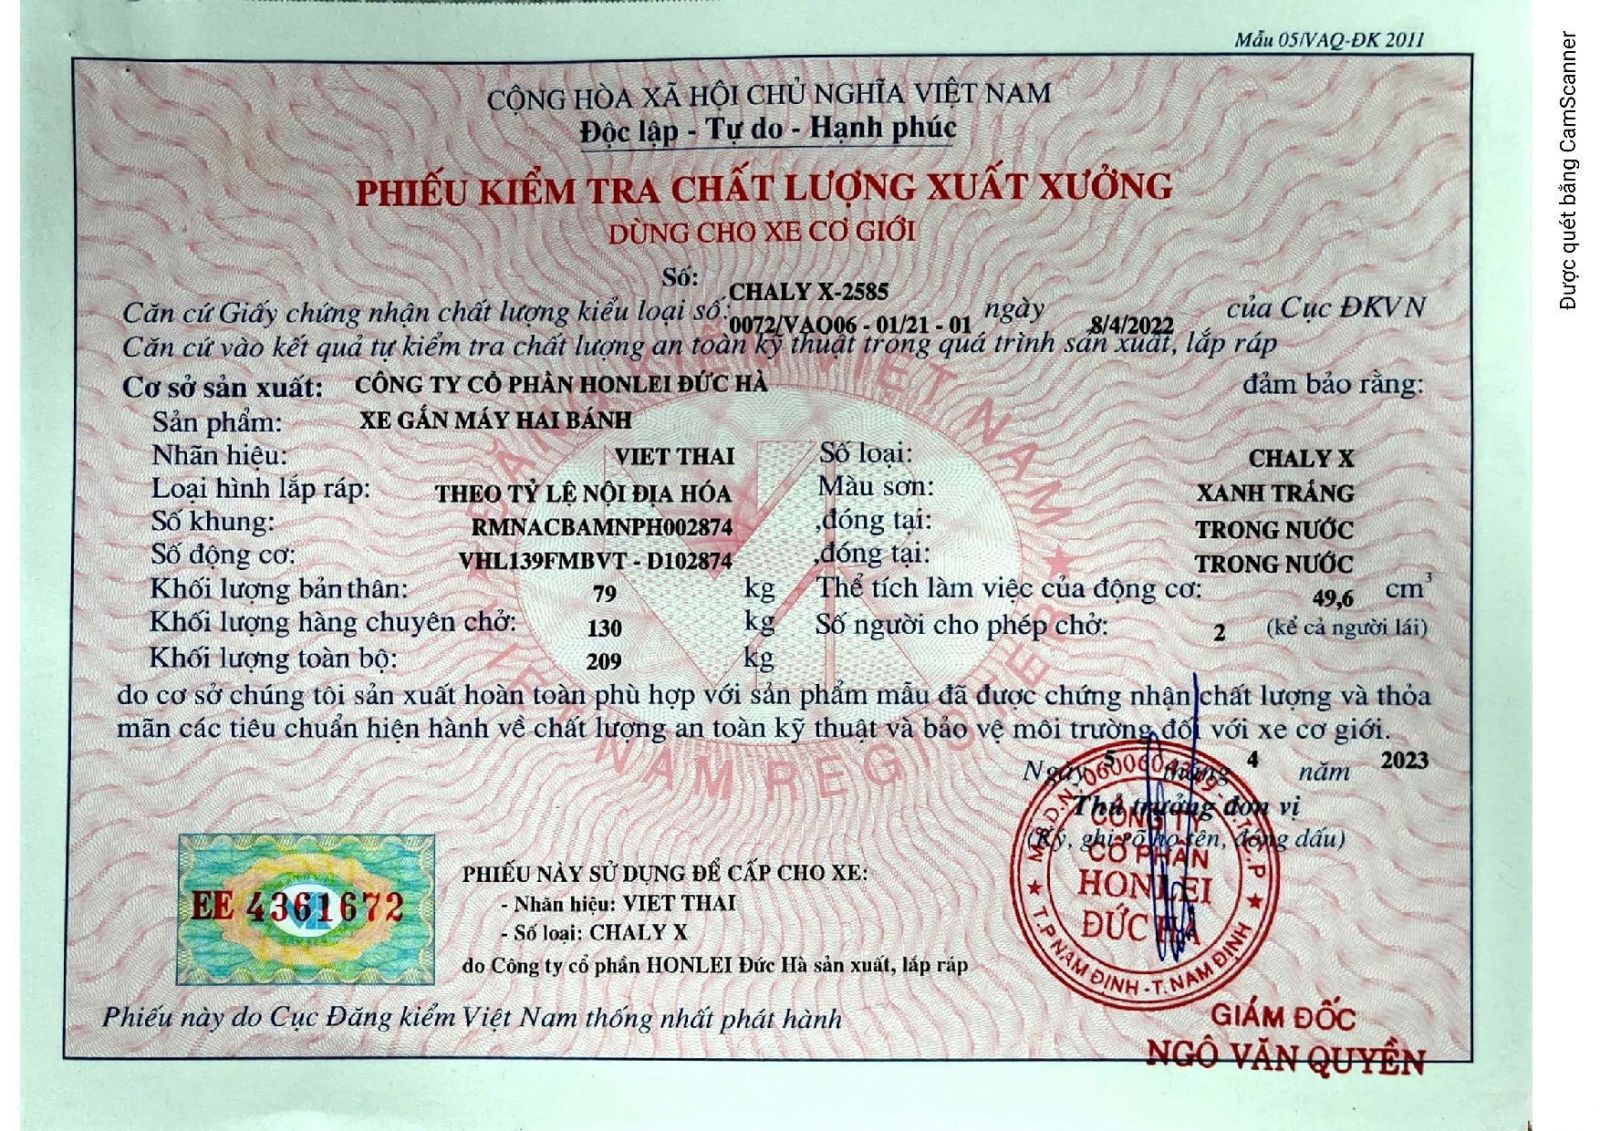 Mẫu 05/VAQ-ĐK 2011
CỘNG HÒA XÃ HỘI CHỦ NGHĨA VIỆT NAM
Độc lập - Tự do - Hạnh phúc
PHIẾU KIỂM TRA CHẤT LƯỢNG XUẤT XƯỞNG
DÙNG CHO XE CƠ GIỚI
Số: CHALY X-2585
Căn cứ Giấy chứng nhận chất lượng kiểu loại số: 0072/VAQ06 - 01/21 - 01 ngày 8/4/2022 của Cục ĐKVN
Căn cứ vào kết quả tự kiểm tra chất lượng an toàn kỹ thuật trong quá trình sản xuất, lắp ráp
Cơ sở sản xuất: CÔNG TY CỔ PHẦN HONLEI ĐỨC HÀ đảm bảo rằng:
Sản phẩm: XE GẮN MÁY HAI BÁNH
Nhãn hiệu: VIET THAI Số loại: CHALY X
Loại hình lắp ráp: THEO TỶ LỆ NỘI ĐỊA HÓA Màu sơn: XANH TRẮNG
Số khung: RMNACBAMNPH002874 ,đóng tại: TRONG NƯỚC
Số động cơ: VHL139FMBVT - D102874 ,đóng tại: TRONG NƯỚC
Khối lượng bản thân: 79 kg Thể tích làm việc của động cơ: 49,6 cm³
Khối lượng hàng chuyên chở: 130 kg Số người cho phép chở: 2 (kể cả người lái)
Khối lượng toàn bộ: 209 kg
do cơ sở chúng tôi sản xuất hoàn toàn phù hợp với sản phẩm mẫu đã được chứng nhận chất lượng và thỏa
mãn các tiêu chuẩn hiện hành về chất lượng an toàn kỹ thuật và bảo vệ môi trường đối với xe cơ giới.
Ngày 5 tháng 4 năm 2023
Thủ trưởng đơn vị
(Ký, ghi rõ họ tên, đóng dấu)
CÔNG TY
CỔ PHẦN
HONLEI
ĐỨC HÀ
T.P NAM ĐỊNH - T. NAM ĐỊNH
EE 4361672
PHIẾU NÀY SỬ DỤNG ĐỂ CẤP CHO XE:
- Nhãn hiệu: VIET THAI
- Số loại: CHALY X
do Công ty cổ phần HONLEI Đức Hà sản xuất, lắp ráp
Phiếu này do Cục Đăng kiểm Việt Nam thống nhất phát hành
GIÁM ĐỐC
NGÔ VĂN QUYỀN
Được quét bằng CamScanner